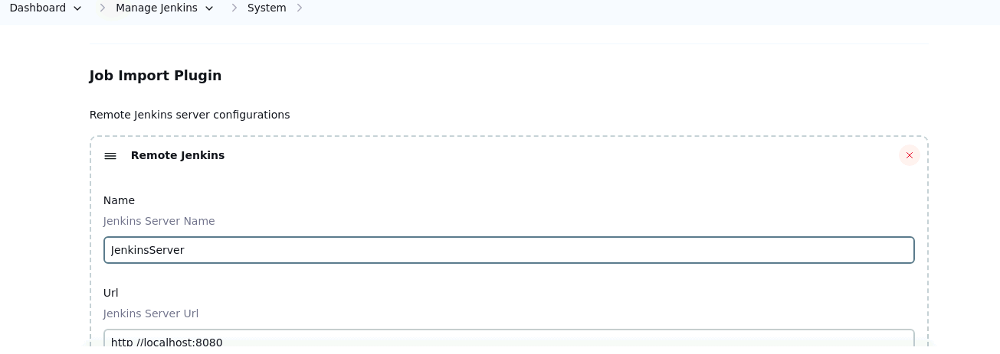 Dashboard Manage Jenkins System
Job Import Plugin
Remote Jenkins server configurations
Remote Jenkins
Name
Jenkins Server Name
JenkinsServer
Url
Jenkins Server Url
http //localhost:8080